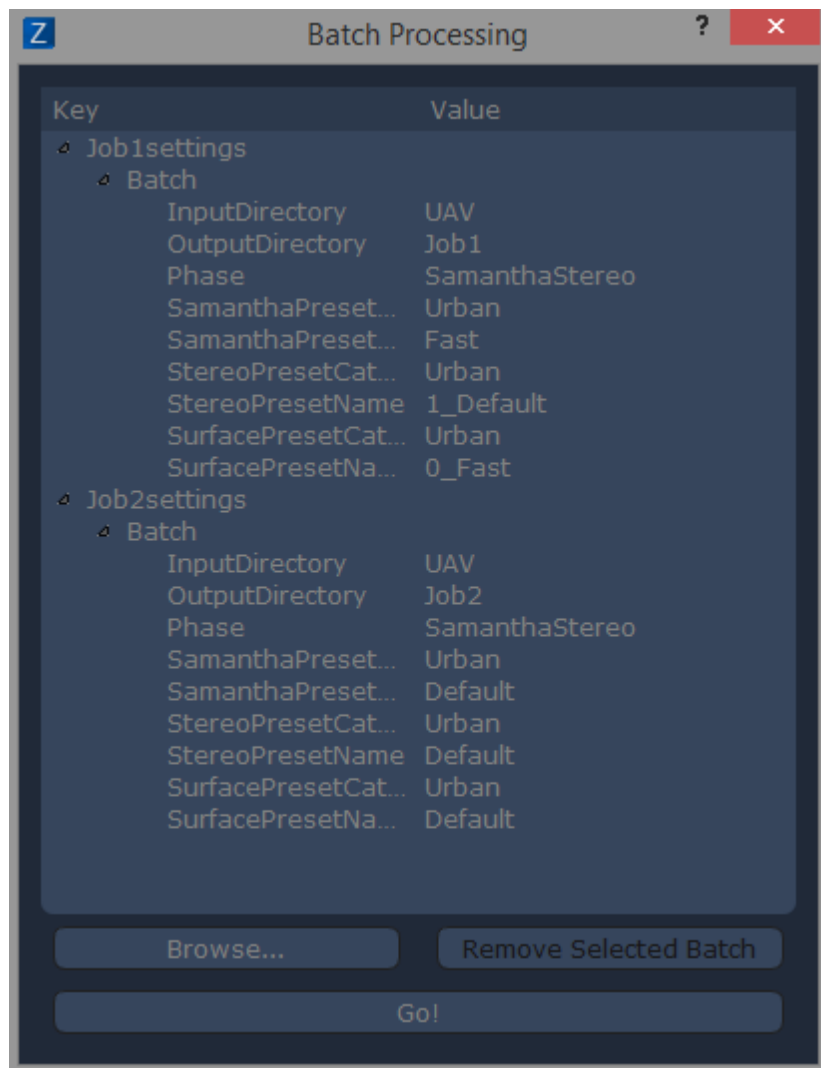 Z Batch Processing ? ×
Key Value
Job1settings
Batch
InputDirectory UAV
OutputDirectory Job1
Phase SamanthaStereo
SamanthaPreset... Urban
SamanthaPreset... Fast
StereoPresetCat... Urban
StereoPresetName 1_Default
SurfacePresetCat... Urban
SurfacePresetNa... 0_Fast
Job2settings
Batch
InputDirectory UAV
OutputDirectory Job2
Phase SamanthaStereo
SamanthaPreset... Urban
SamanthaPreset... Default
StereoPresetCat... Urban
StereoPresetName Default
SurfacePresetCat... Urban
SurfacePresetNa... Default
Browse... Remove Selected Batch
Go!